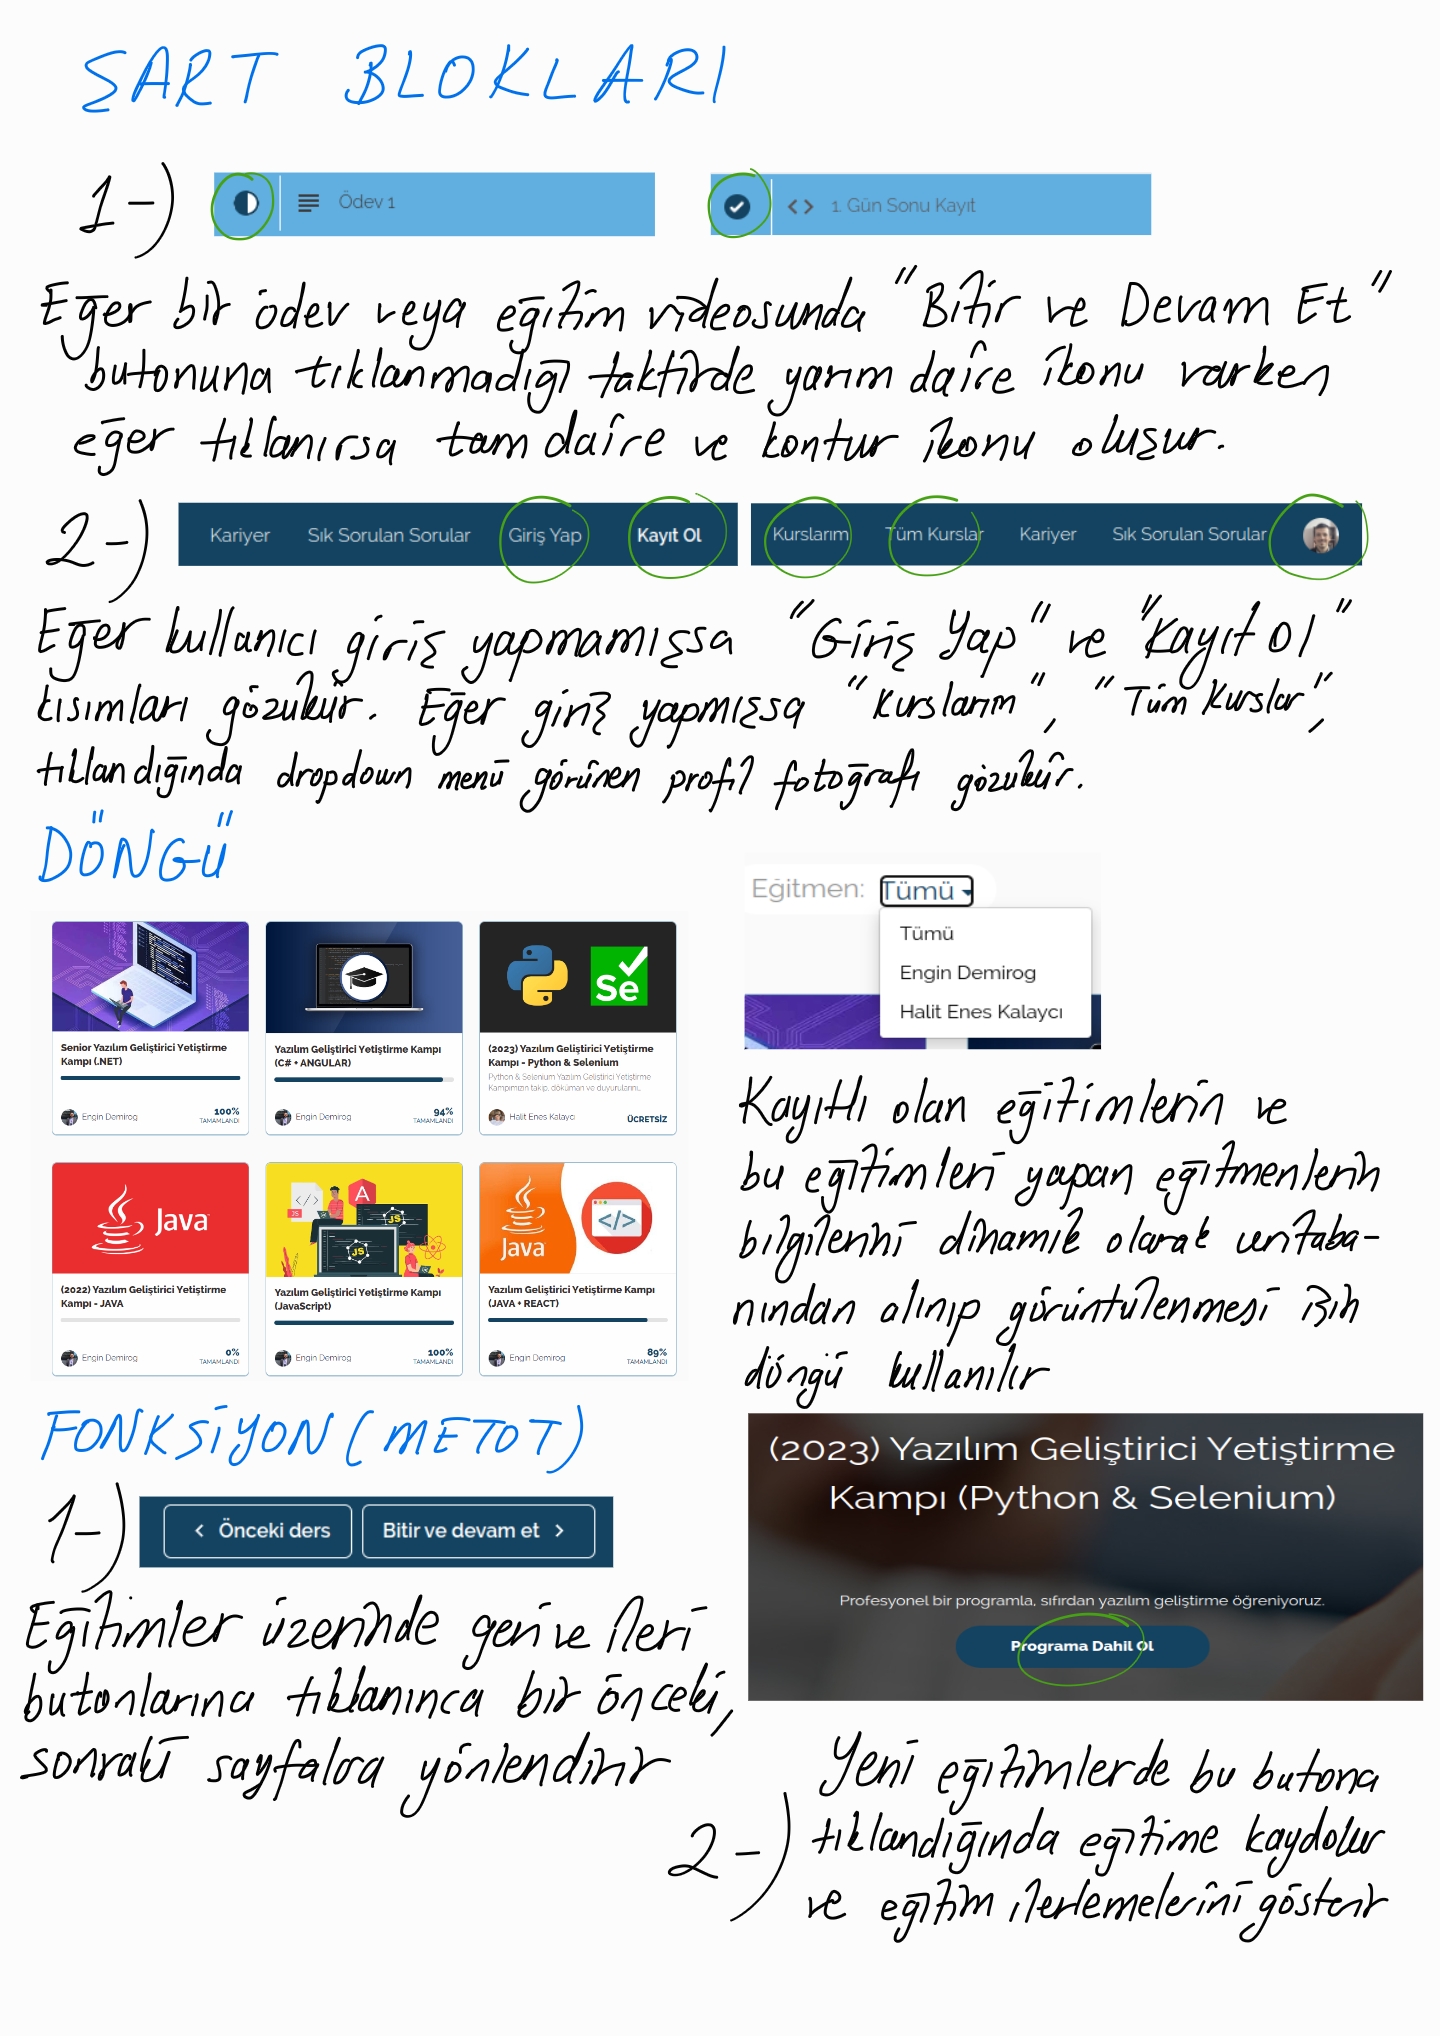 ŞART BLOKLARI
1-)
Ödev 1
1. Gün Sonu Kayıt
Eğer bir ödev veya eğitim videosunda "Bitir ve Devam Et"
butonuna tıklanmadığı taktirde yarım daire ikonu varken
eğer tıklanırsa tam daire ve kontur ikonu oluşur.
2-)
Kariyer Sık Sorulan Sorular Giriş Yap Kayıt Ol
Kurslarım Tüm Kurslar Kariyer Sık Sorulan Sorular
Eğer kullanıcı giriş yapmamışsa "Giriş Yap" ve "Kayıt Ol"
kısımları gözükür. Eğer giriş yapmışsa "Kurslarım", "Tüm Kurslar",
tıklandığında dropdown menü görünen profil fotoğrafı gözükür.
DÖNGÜ
Senior Yazılım Geliştirici Yetiştirme
Kampı (.NET)
Engin Demirog
100%
TAMAMLANDI
Yazılım Geliştirici Yetiştirme Kampı
(C# + ANGULAR)
Engin Demirog
94%
TAMAMLANDI
Se
(2023) Yazılım Geliştirici Yetiştirme
Kampı - Python & Selenium
Python & Selenium Yazılım Geliştirici Yetiştirme
Kampımızın takip, döküman ve duyurularını...
Halit Enes Kalaycı
ÜCRETSİZ
Java
(2022) Yazılım Geliştirici Yetiştirme
Kampı - JAVA
Engin Demirog
0%
TAMAMLANDI
JS
A
JS
JS
Yazılım Geliştirici Yetiştirme Kampı
(JavaScript)
Engin Demirog
100%
TAMAMLANDI
Java
</>
Yazılım Geliştirici Yetiştirme Kampı
(JAVA + REACT)
Engin Demirog
89%
TAMAMLANDI
Eğitmen: Tümü
Tümü
Engin Demirog
Halit Enes Kalaycı
Kayıtlı olan eğitimlerin ve
bu eğitimleri yapan eğitmenlerin
bilgilerini dinamik olarak veritaba-
nından alınıp görüntülenmesi için
döngü kullanılır
FONKSİYON (METOT)
1-)
Önceki ders
Bitir ve devam et
Eğitimler üzerinde geri ve ileri
butonlarına tıklanınca bir önceki,
sonraki sayfalara yönlendirir
(2023) Yazılım Geliştirici Yetiştirme
Kampı (Python & Selenium)
Profesyonel bir programla, sıfırdan yazılım geliştirme öğreniyoruz.
Programa Dahil Ol
2-)
Yeni eğitimlerde bu butona
tıklandığında eğitime kaydolur
ve eğitim ilerlemelerini gösterir